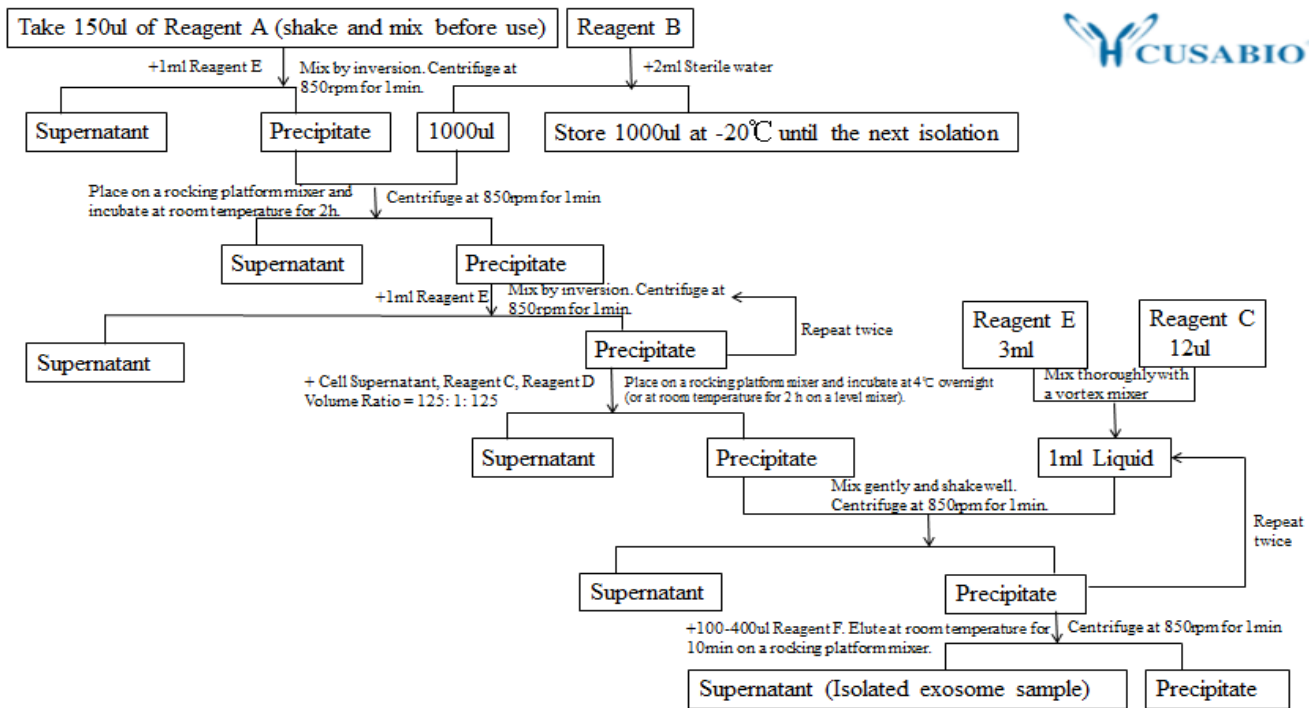 Take 150ul of Reagent A (shake and mix before use)
Reagent B
CUSABIO
+1ml Reagent E
Mix by inversion. Centrifuge at
850rpm for 1min.
+2ml Sterile water
Supernatant
Precipitate
1000ul
Store 1000ul at -20℃ until the next isolation
Place on a rocking platform mixer and
incubate at room temperature for 2h.
Centrifuge at 850rpm for 1min
Supernatant
Precipitate
+1ml Reagent E
Mix by inversion. Centrifuge at
850rpm for 1min.
Repeat twice
Supernatant
Precipitate
Reagent E
3ml
Reagent C
12ul
+ Cell Supernatant, Reagent C, Reagent D
Volume Ratio = 125: 1: 125
Place on a rocking platform mixer and incubate at 4℃ overnight
(or at room temperature for 2 h on a level mixer).
Mix thoroughly with
a vortex mixer
Supernatant
Precipitate
1ml Liquid
Mix gently and shake well.
Centrifuge at 850rpm for 1min.
Repeat
twice
Supernatant
Precipitate
+100-400ul Reagent F. Elute at room temperature for
10min on a rocking platform mixer.
Centrifuge at 850rpm for 1min
Supernatant (Isolated exosome sample)
Precipitate